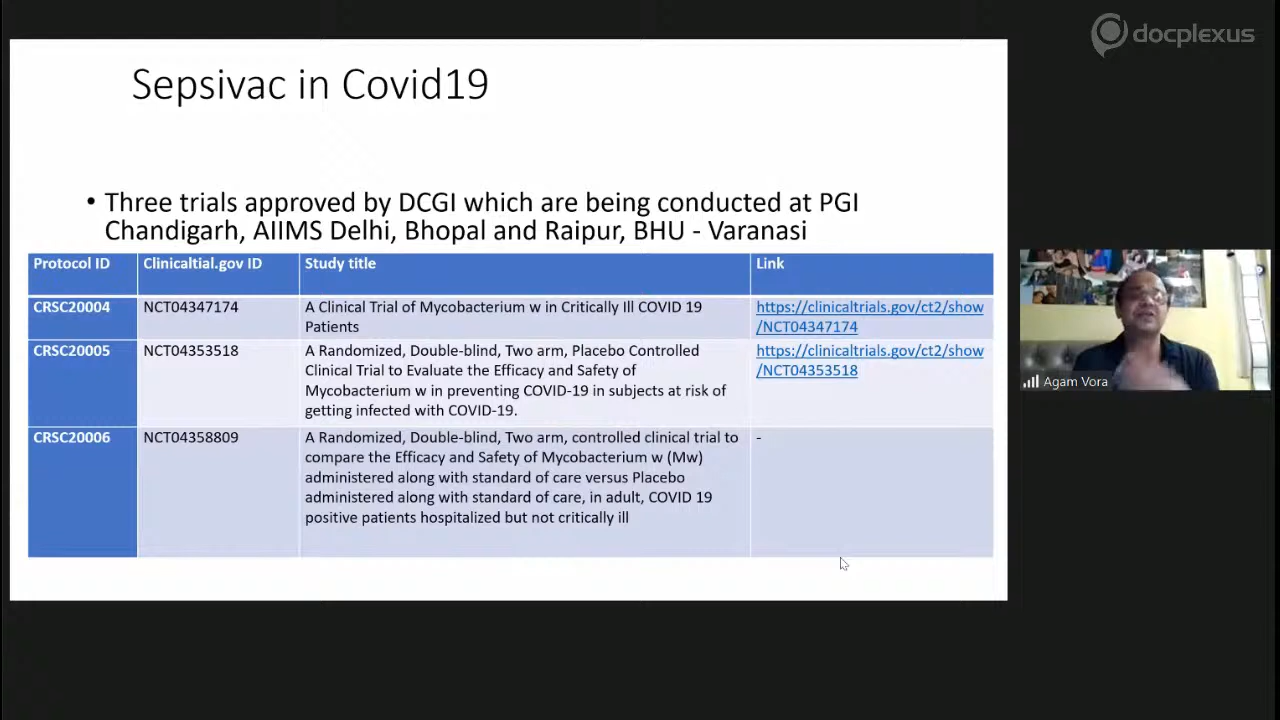 docplexus
Sepsivac in Covid19
• Three trials approved by DCGI which are being conducted at PGI
Chandigarh, AIIMS Delhi, Bhopal and Raipur, BHU - Varanasi
Protocol ID Clinicaltial.gov ID Study title Link
CRSC20004 NCT04347174 A Clinical Trial of Mycobacterium w in Critically Ill COVID 19 https://clinicaltrials.gov/ct2/show
Patients /NCT04347174
CRSC20005 NCT04353518 A Randomized, Double-blind, Two arm, Placebo Controlled https://clinicaltrials.gov/ct2/show
Clinical Trial to Evaluate the Efficacy and Safety of /NCT04353518
Mycobacterium w in preventing COVID-19 in subjects at risk of
getting infected with COVID-19.
CRSC20006 NCT04358809 A Randomized, Double-blind, Two arm, controlled clinical trial to -
compare the Efficacy and Safety of Mycobacterium w (Mw)
administered along with standard of care versus Placebo
administered along with standard of care, in adult, COVID 19
positive patients hospitalized but not critically ill
Agam Vora